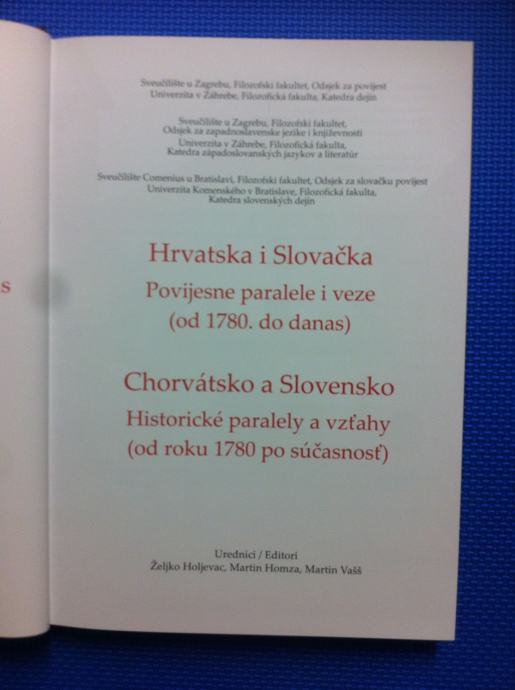 Sveučilište u Zagrebu, Filozofski fakultet, Odsjek za povijest
Univerzita v Záhrebe, Filozofická fakulta, Katedra dejín
Sveučilište u Zagrebu, Filozofski fakultet,
Odsjek za zapadnoslavenske jezike i književnosti
Univerzita v Záhrebe, Filozofická fakulta,
Katedra západoslovanských jazykov a literatúr
Sveučilište Comenius u Bratislavi, Filozofski fakultet, Odsjek za slovačku povijest
Univerzita Komenského v Bratislave, Filozofická fakulta,
Katedra slovenských dejín
Hrvatska i Slovačka
Povijesne paralele i veze
(od 1780. do danas)
Chorvátsko a Slovensko
Historické paralely a vzťahy
(od roku 1780 po súčasnosť)
Urednici / Editori
Željko Holjevac, Martin Homza, Martin Vašš
s